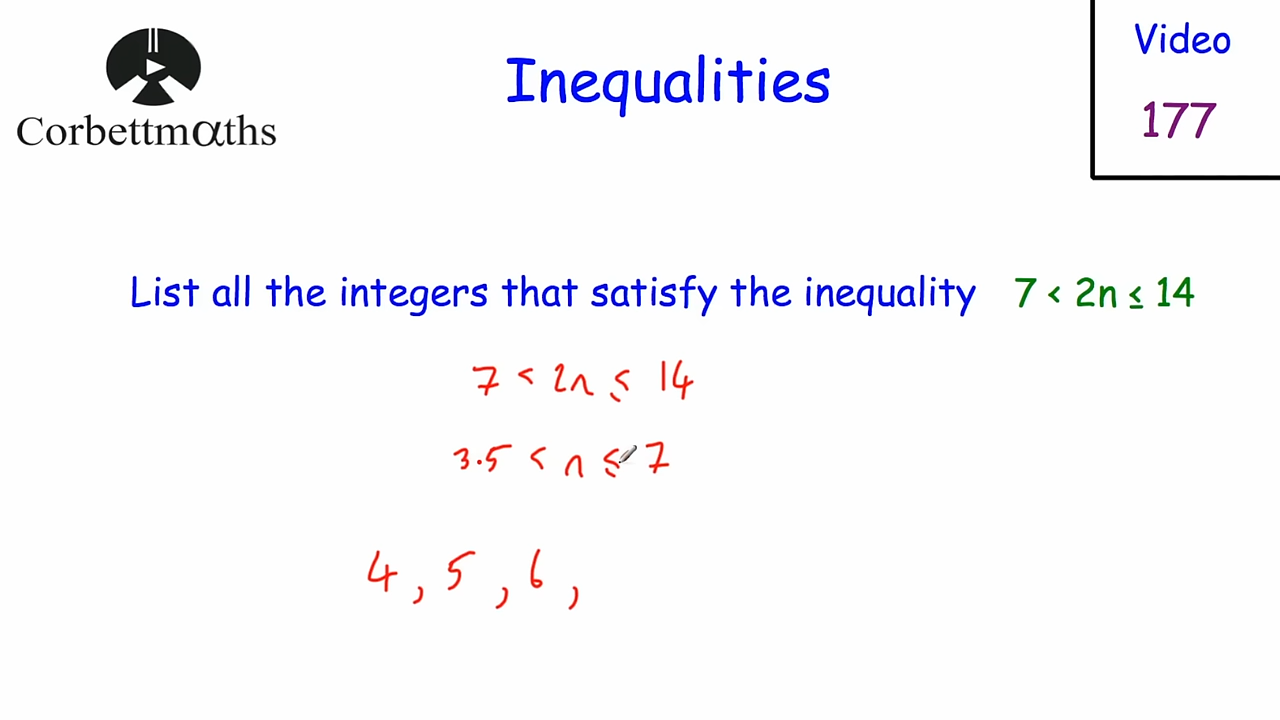 Corbettmαths
Inequalities
Video
177
List all the integers that satisfy the inequality 7 < 2n ≤ 14
7 < 2n ≤ 14
3.5 < n ≤ 7
4, 5, 6,